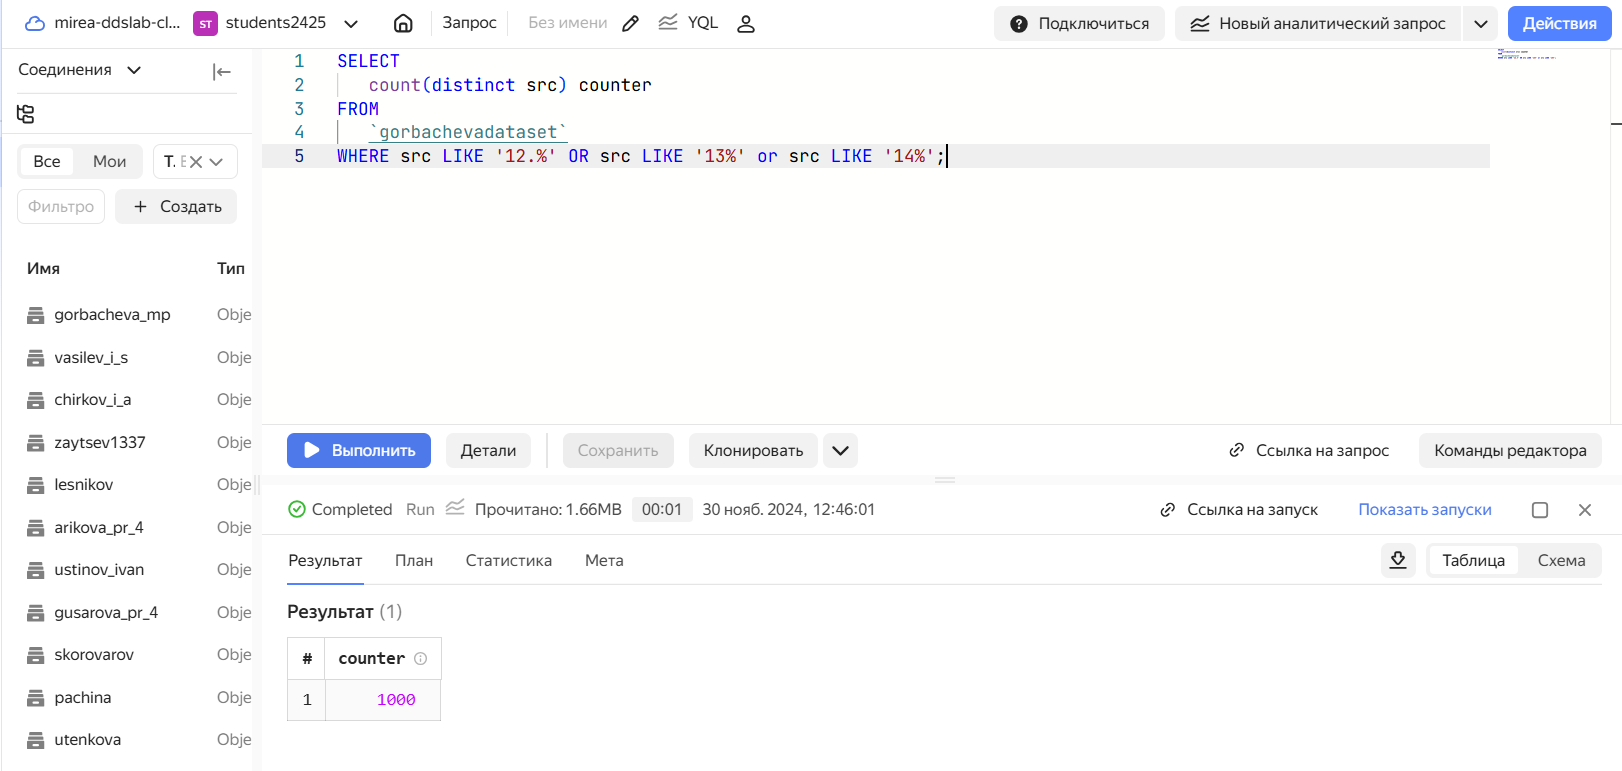 mirea-ddslab-cl... ST students2425 Запрос Без имени YQL Подключиться Новый аналитический запрос Действия
Соединения
Все Мои Т. Е
Фильтро + Создать
Имя Тип
gorbacheva_mp Obje
vasilev_i_s Obje
chirkov_i_a Obje
zaytsev1337 Obje
lesnikov Obje
arikova_pr_4 Obje
ustinov_ivan Obje
gusarova_pr_4 Obje
skorovarov Obje
pachina Obje
utenkova Obje
1 SELECT
2 count(distinct src) counter
3 FROM
4 `gorbachevadataset`
5 WHERE src LIKE '12.%' OR src LIKE '13%' or src LIKE '14%';
Выполнить Детали Сохранить Клонировать Ссылка на запрос Команды редактора
Completed Run Прочитано: 1.66MB 00:01 30 нояб. 2024, 12:46:01 Ссылка на запуск Показать запуски
Результат План Статистика Мета Таблица Схема
Результат (1)
# counter
1 1000